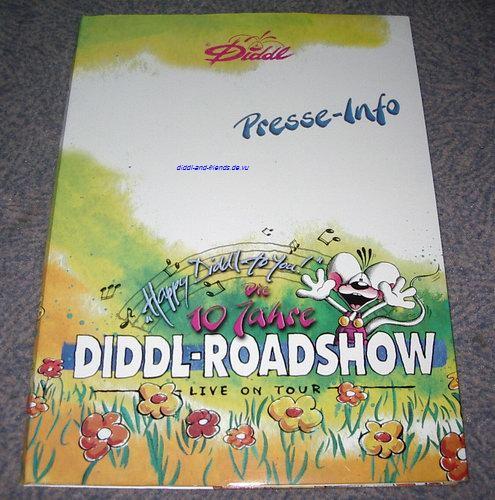 Diddl
Presse-Info
diddl-and-friends.de.vu
„Happy Diddl-to-You!“
Die
10 Jahre
DIDDL-ROADSHOW
LIVE ON TOUR